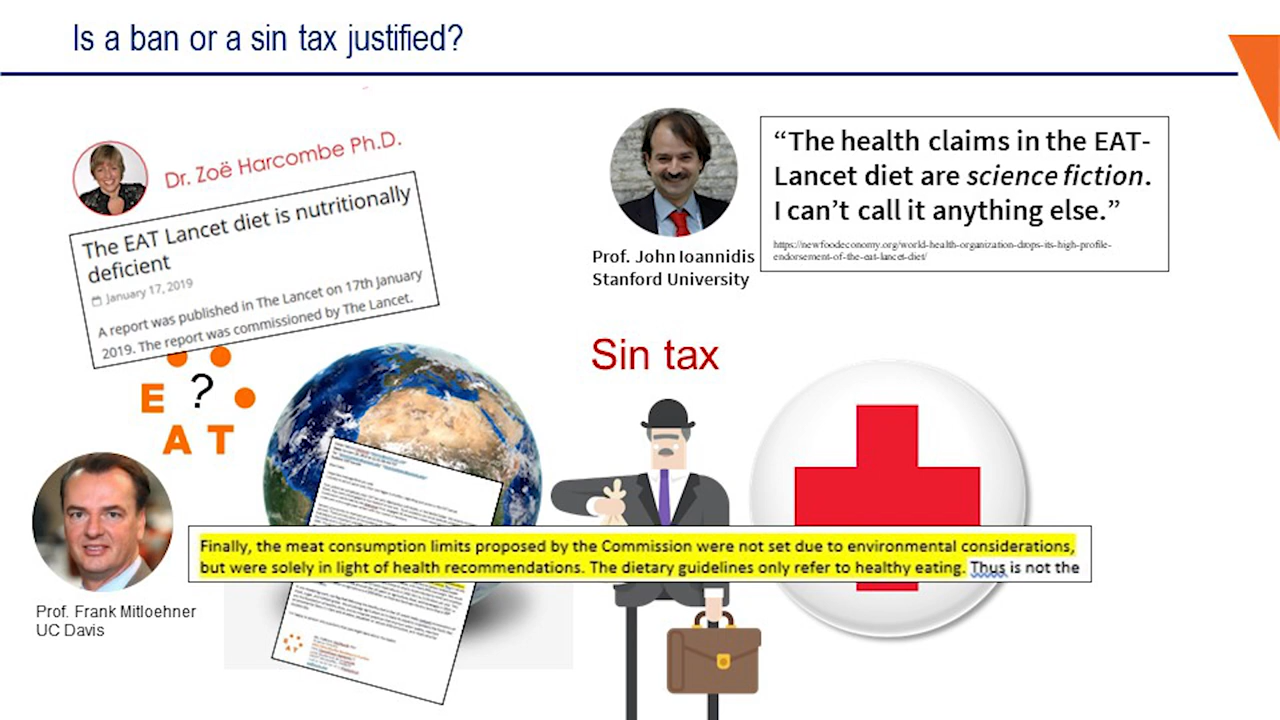 Is a ban or a sin tax justified?
Dr. Zoë Harcombe Ph.D.
The EAT Lancet diet is nutritionally
deficient
January 17, 2019
A report was published in The Lancet on 17th January
2019. The report was commissioned by The Lancet.
Prof. John Ioannidis
Stanford University
“The health claims in the EAT-
Lancet diet are science fiction.
I can’t call it anything else.”
https://newfoodeconomy.org/world-health-organization-drops-its-high-profile-
endorsement-of-the-eat-lancet-diet/
Sin tax
E ?
A T
Finally, the meat consumption limits proposed by the Commission were not set due to environmental considerations,
but were solely in light of health recommendations. The dietary guidelines only refer to healthy eating. Thus is not the
Prof. Frank Mitloehner
UC Davis